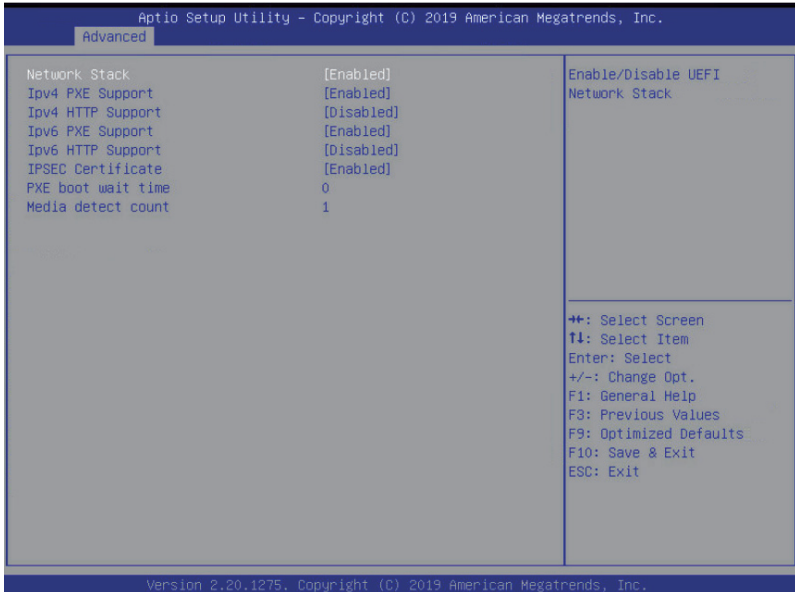 Aptio Setup Utility – Copyright (C) 2019 American Megatrends, Inc.
Advanced
Network Stack [Enabled]
Ipv4 PXE Support [Enabled]
Ipv4 HTTP Support [Disabled]
Ipv6 PXE Support [Enabled]
Ipv6 HTTP Support [Disabled]
IPSEC Certificate [Enabled]
PXE boot wait time 0
Media detect count 1
Enable/Disable UEFI
Network Stack
→←: Select Screen
↑↓: Select Item
Enter: Select
+/-: Change Opt.
F1: General Help
F3: Previous Values
F9: Optimized Defaults
F10: Save & Exit
ESC: Exit
Version 2.20.1275. Copyright (C) 2019 American Megatrends, Inc.